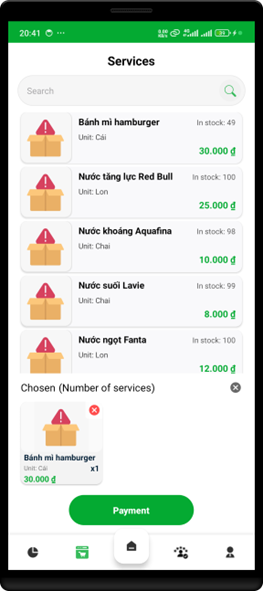 20:41
Services
Search
Bánh mì hamburger
In stock: 49
Unit: Cái
30.000 ₫
Nước tăng lực Red Bull
In stock: 100
Unit: Lon
25.000 ₫
Nước khoáng Aquafina
In stock: 98
Unit: Chai
10.000 ₫
Nước suối Lavie
In stock: 99
Unit: Chai
8.000 ₫
Nước ngọt Fanta
In stock: 100
Unit: Lon
12.000 ₫
Chosen (Number of services)
Bánh mì hamburger
Unit: Cái
x1
30.000 ₫
Payment